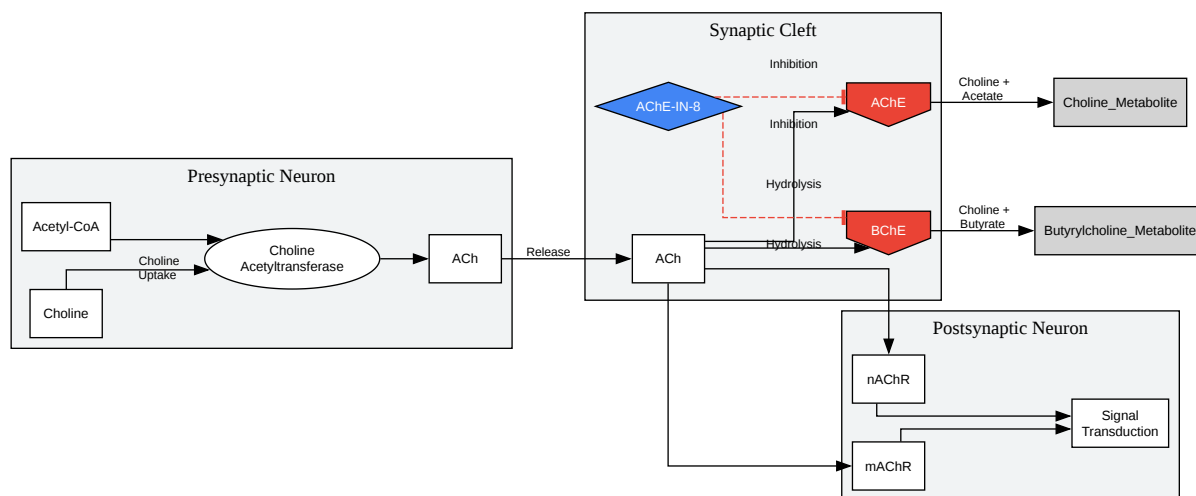 Synaptic Cleft
Inhibition
AChE-IN-8
AChE
Choline +
Acetate
Choline_Metabolite
Inhibition
Presynaptic Neuron
Hydrolysis
Acetyl-CoA
Choline
Acetyltransferase
Choline
Uptake
Choline
ACh
Release
ACh
Hydrolysis
BChE
Choline +
Butyrate
Butyrylcholine_Metabolite
Postsynaptic Neuron
nAChR
mAChR
Signal
Transduction